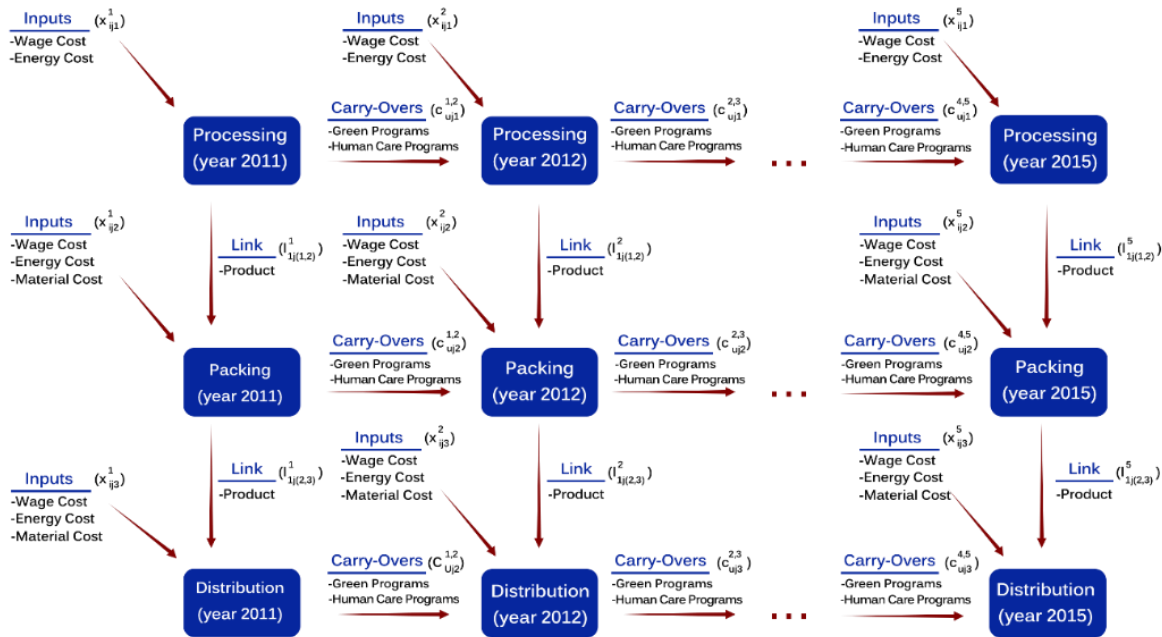 Inputs (x^1_ij1)
-Wage Cost
-Energy Cost
Inputs (x^2_ij1)
-Wage Cost
-Energy Cost
Inputs (x^5_ij1)
-Wage Cost
-Energy Cost
Processing
(year 2011)
Carry-Overs (c^1,2_uj1)
-Green Programs
-Human Care Programs
Processing
(year 2012)
Carry-Overs (c^2,3_uj1)
-Green Programs
-Human Care Programs
...
Carry-Overs (c^4,5_uj1)
-Green Programs
-Human Care Programs
Processing
(year 2015)
Inputs (x^1_ij2)
-Wage Cost
-Energy Cost
-Material Cost
Link (l^1_1j(1,2))
-Product
Inputs (x^2_ij2)
-Wage Cost
-Energy Cost
-Material Cost
Link (l^2_1j(1,2))
-Product
Inputs (x^5_ij2)
-Wage Cost
-Energy Cost
-Material Cost
Link (l^5_1j(1,2))
-Product
Packing
(year 2011)
Carry-Overs (c^1,2_uj2)
-Green Programs
-Human Care Programs
Packing
(year 2012)
Carry-Overs (c^2,3_uj2)
-Green Programs
-Human Care Programs
...
Carry-Overs (c^4,5_uj2)
-Green Programs
-Human Care Programs
Packing
(year 2015)
Inputs (x^1_ij3)
-Wage Cost
-Energy Cost
-Material Cost
Link (l^1_1j(2,3))
-Product
Inputs (x^2_ij3)
-Wage Cost
-Energy Cost
-Material Cost
Link (l^2_1j(2,3))
-Product
Inputs (x^5_ij3)
-Wage Cost
-Energy Cost
-Material Cost
Link (l^5_1j(2,3))
-Product
Distribution
(year 2011)
Carry-Overs (C^1,2_Uj2)
-Green Programs
-Human Care Programs
Distribution
(year 2012)
Carry-Overs (c^2,3_uj3)
-Green Programs
-Human Care Programs
...
Carry-Overs (c^4,5_uj3)
-Green Programs
-Human Care Programs
Distribution
(year 2015)